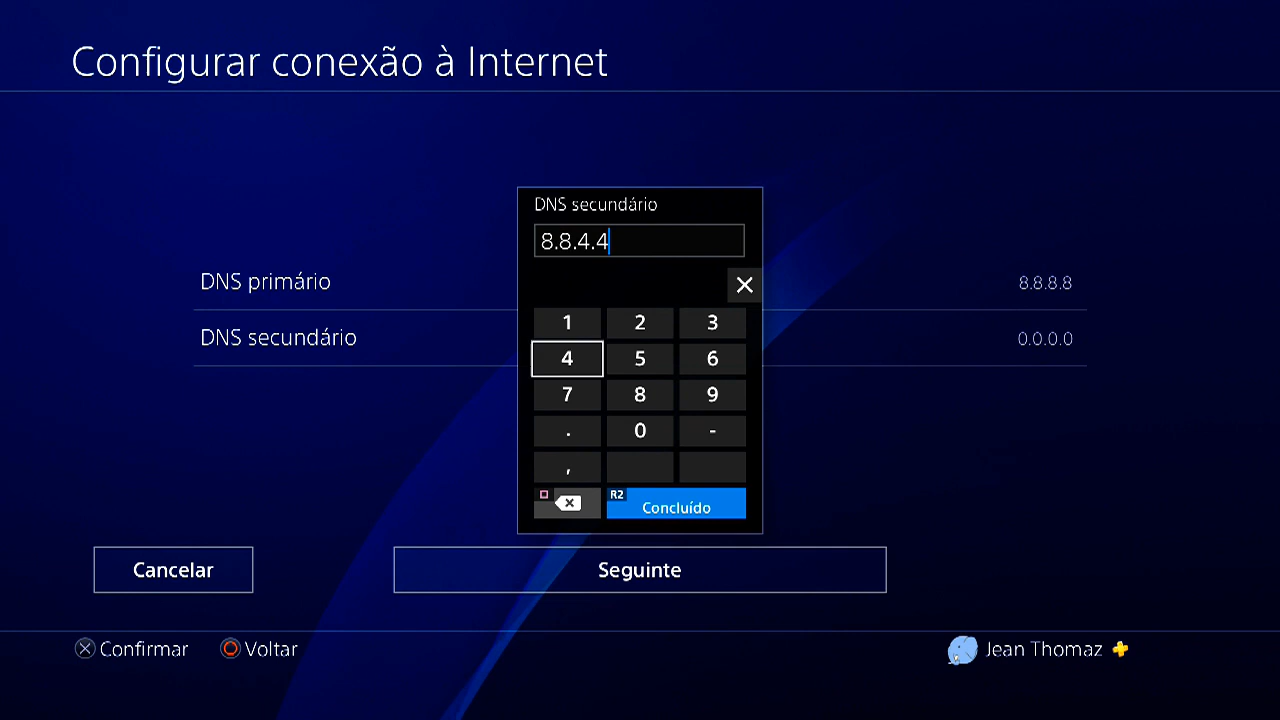 Configurar conexão à Internet
DNS secundário
8.8.4.4
DNS primário
8.8.8.8
DNS secundário
0.0.0.0
1 2 3
4 5 6
7 8 9
. 0 -
,
R2 Concluído
Cancelar
Seguinte
Confirmar
Voltar
Jean Thomaz